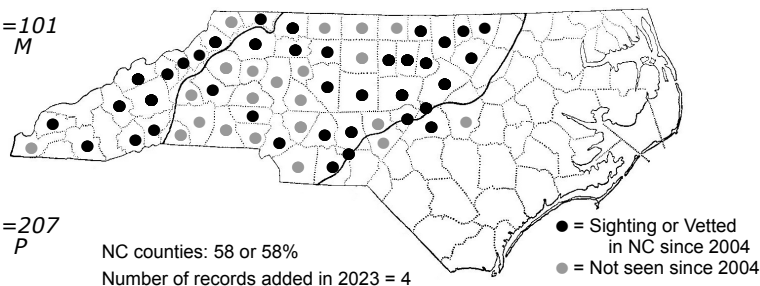 =101
M
=207
P
NC counties: 58 or 58%
Number of records added in 2023 = 4
= Sighting or Vetted
in NC since 2004
= Not seen since 2004